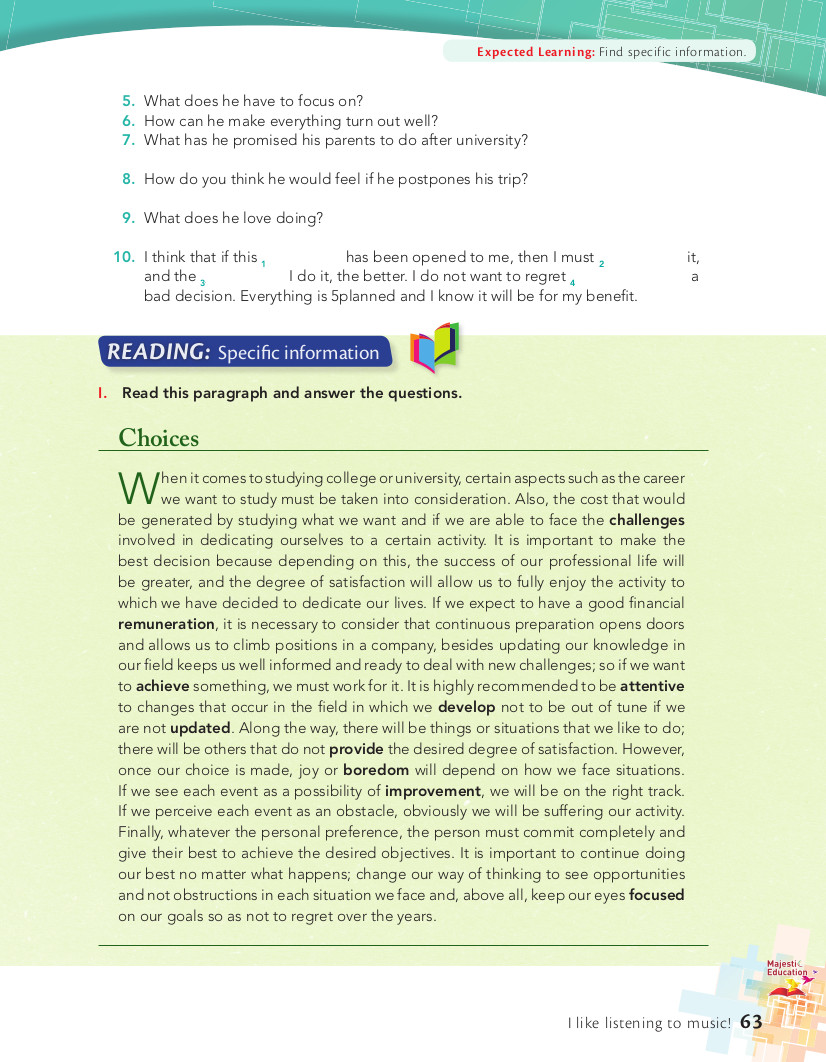 Expected Learning: Find specific information.
5. What does he have to focus on?
6. How can he make everything turn out well?
7. What has he promised his parents to do after university?
8. How do you think he would feel if he postpones his trip?
9. What does he love doing?
10. I think that if this 1 has been opened to me, then I must 2 it,
and the 3 I do it, the better. I do not want to regret 4 a
bad decision. Everything is 5planned and I know it will be for my benefit.
READING: Specific information
I. Read this paragraph and answer the questions.
Choices
When it comes to studying college or university, certain aspects such as the career
we want to study must be taken into consideration. Also, the cost that would
be generated by studying what we want and if we are able to face the challenges
involved in dedicating ourselves to a certain activity. It is important to make the
best decision because depending on this, the success of our professional life will
be greater, and the degree of satisfaction will allow us to fully enjoy the activity to
which we have decided to dedicate our lives. If we expect to have a good financial
remuneration, it is necessary to consider that continuous preparation opens doors
and allows us to climb positions in a company, besides updating our knowledge in
our field keeps us well informed and ready to deal with new challenges; so if we want
to achieve something, we must work for it. It is highly recommended to be attentive
to changes that occur in the field in which we develop not to be out of tune if we
are not updated. Along the way, there will be things or situations that we like to do;
there will be others that do not provide the desired degree of satisfaction. However,
once our choice is made, joy or boredom will depend on how we face situations.
If we see each event as a possibility of improvement, we will be on the right track.
If we perceive each event as an obstacle, obviously we will be suffering our activity.
Finally, whatever the personal preference, the person must commit completely and
give their best to achieve the desired objectives. It is important to continue doing
our best no matter what happens; change our way of thinking to see opportunities
and not obstructions in each situation we face and, above all, keep our eyes focused
on our goals so as not to regret over the years.
Majestic
Education
I like listening to music! 63